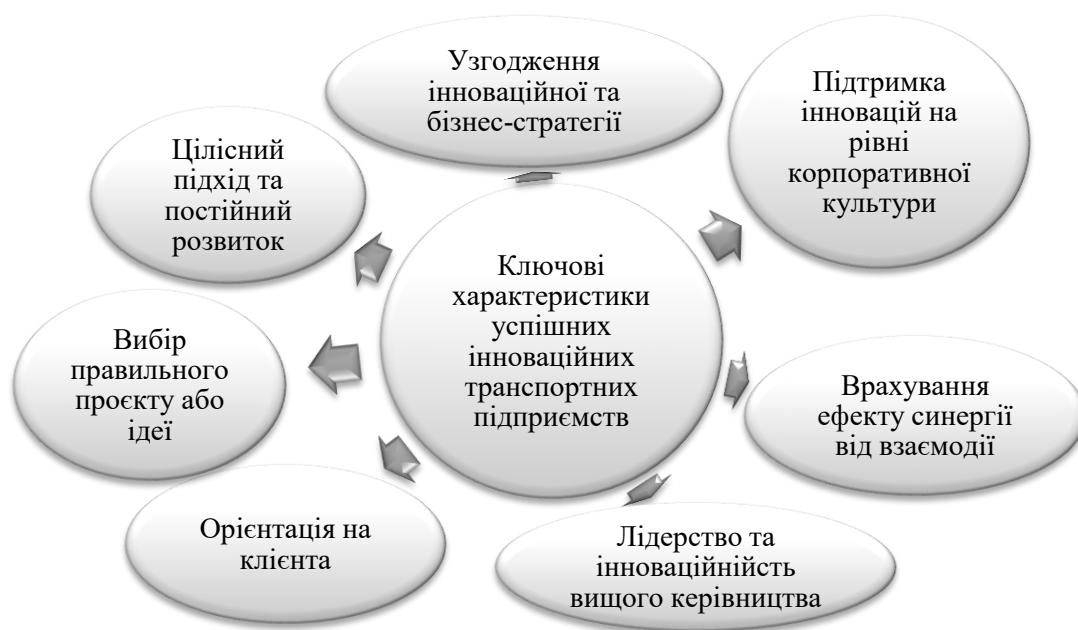 Узгодження
інноваційної та
бізнес-стратегії
Підтримка
інновацій на
рівні
корпоративної
культури
Цілісний
підхід та
постійний
розвиток
Ключові
характеристики
успішних
інноваційних
транспортних
підприємств
Вибір
правильного
проєкту або
ідеї
Врахування
ефекту синергії
від взаємодії
Орієнтація на
клієнта
Лідерство та
інноваційнійсть
вищого керівництва